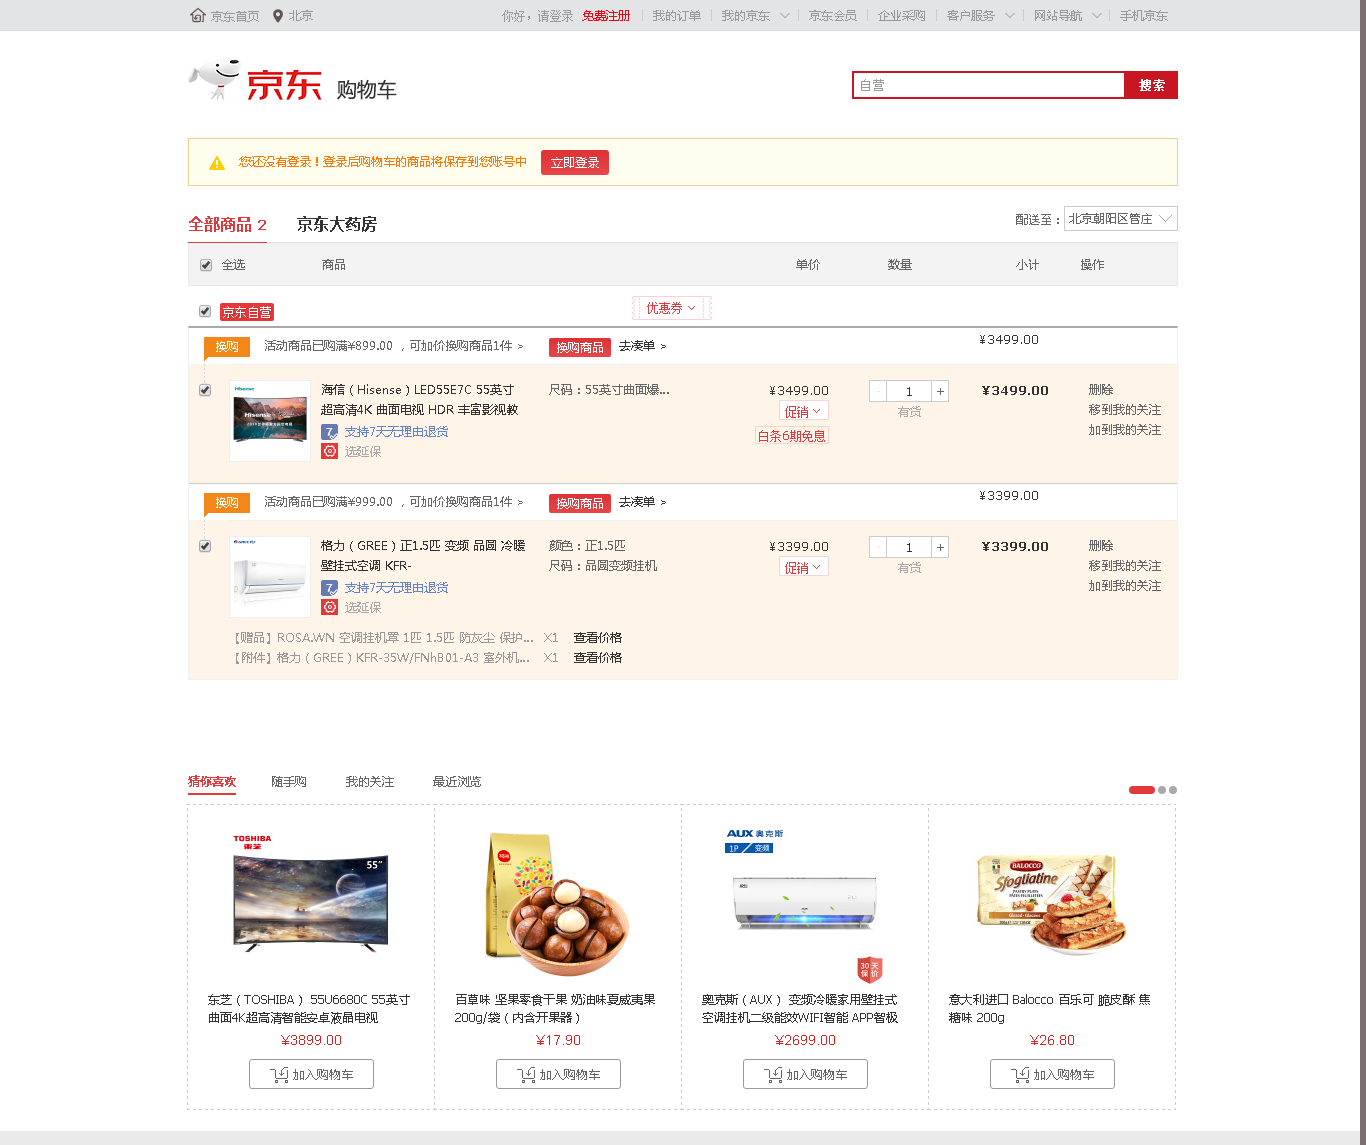 京东首页 北京 你好，请登录 免费注册 我的订单 我的京东 京东会员 企业采购 客户服务 网站导航 手机京东
京东 购物车
自营 搜索
您还没有登录！登录后购物车的商品将保存到您账号中 立即登录
全部商品 2 京东大药房 配送至： 北京朝阳区管庄
全选 商品 单价 数量 小计 操作
京东自营 优惠券
换购 活动商品已购满¥899.00 ，可加价换购商品1件 > 换购商品 去凑单 > ¥3499.00
海信（Hisense）LED55E7C 55英寸 尺码：55英寸曲面爆... ¥3499.00 - 1 + ¥3499.00 删除
超高清4K 曲面电视 HDR 丰富影视教 促销 有货 移到我的关注
7 支持7天无理由退货 白条6期免息 加到我的关注
选延保
换购 活动商品已购满¥999.00 ，可加价换购商品1件 > 换购商品 去凑单 > ¥3399.00
格力（GREE）正1.5匹 变频 品圆 冷暖 颜色：正1.5匹 ¥3399.00 - 1 + ¥3399.00 删除
壁挂式空调 KFR- 尺码：品圆变频挂机 促销 有货 移到我的关注
7 支持7天无理由退货 加到我的关注
选延保
【赠品】ROSA.WN 空调挂机罩 1匹 1.5匹 防灰尘 保护... X1 查看价格
【附件】格力（GREE）KFR-35W/FNhB01-A3 室外机... X1 查看价格
猜你喜欢 随手购 我的关注 最近浏览
TOSHIBA
東芝
55"
AUX 奥克斯
1P 变频
30天
保价
BALOCCO
Sfogliatine
东芝（TOSHIBA） 55U6680C 55英寸
曲面4K超高清智能安卓液晶电视
¥3899.00
加入购物车
百草味 坚果零食干果 奶油味夏威夷果
200g/袋（内含开果器）
¥17.90
加入购物车
奥克斯（AUX） 变频冷暖家用壁挂式
空调挂机二级能效WIFI智能 APP智极
¥2699.00
加入购物车
意大利进口 Balocco 百乐可 脆皮酥 焦
糖味 200g
¥26.80
加入购物车